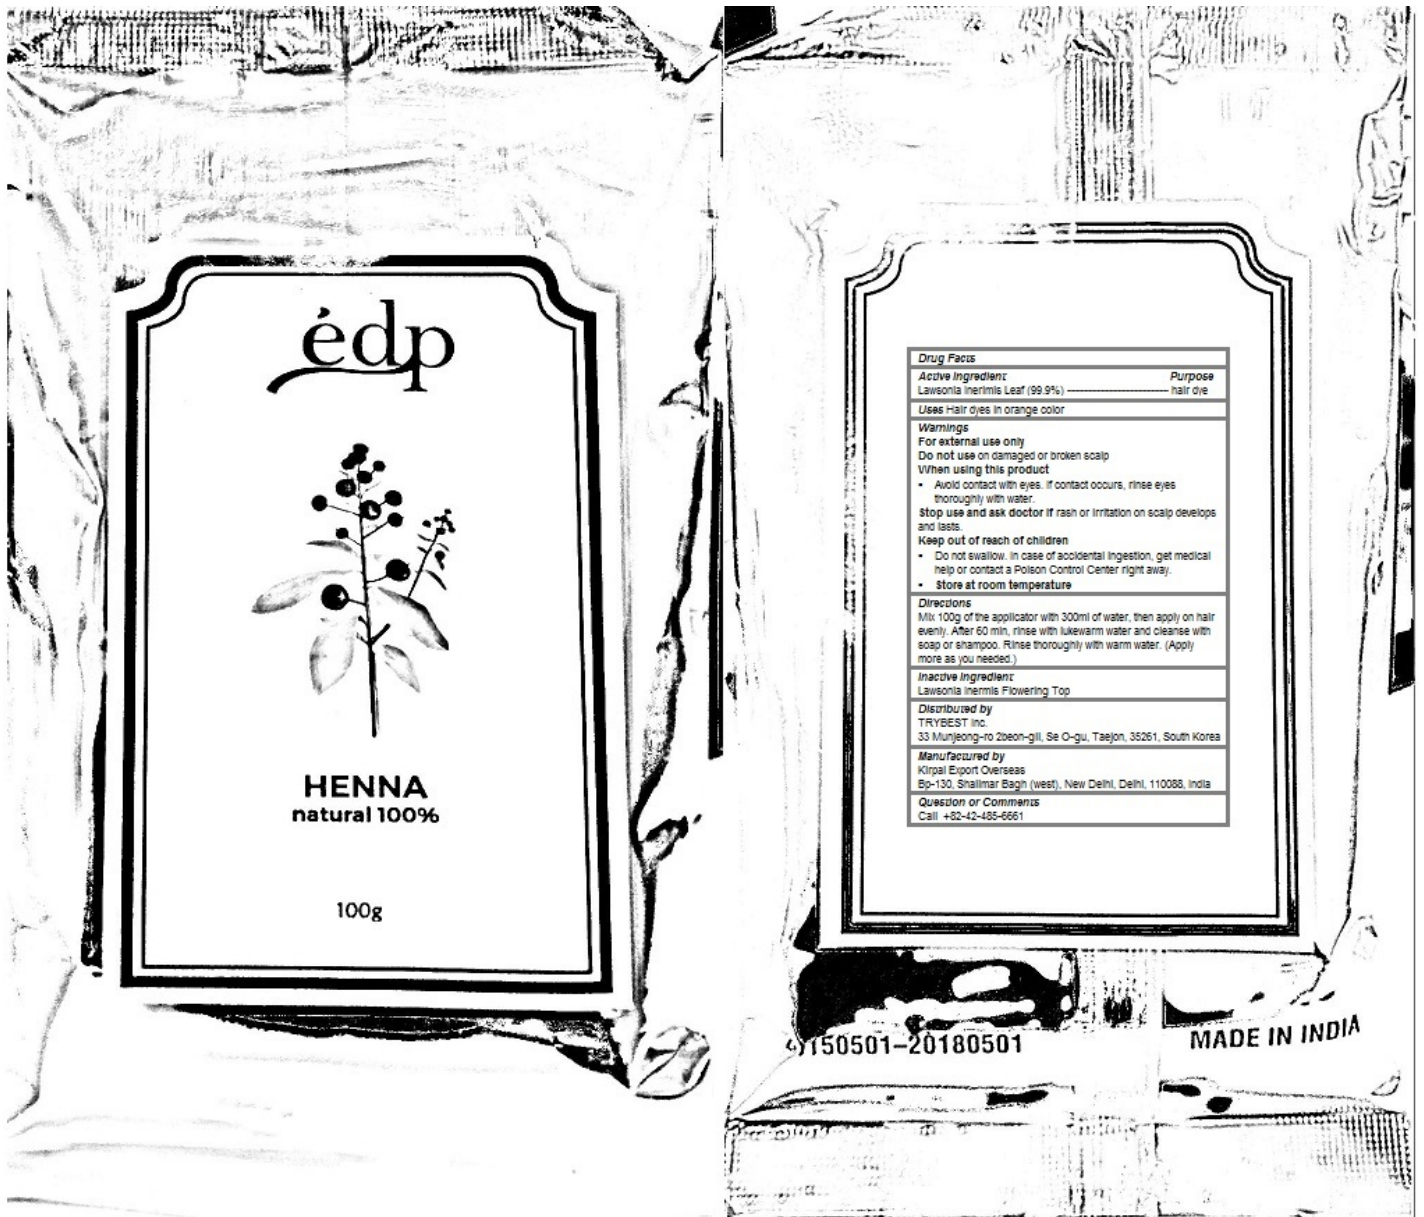 édp
HENNA
natural 100%
100g
Drug Facts
Active Ingredient Purpose
Lawsonia Inerimis Leaf (99.9%) ------------------------------ hair dye
Uses Hair dyes in orange color
Warnings
For external use only
Do not use on damaged or broken scalp
When using this product
• Avoid contact with eyes. If contact occurs, rinse eyes
thoroughly with water.
Stop use and ask doctor if rash or irritation on scalp develops
and lasts.
Keep out of reach of children
• Do not swallow. In case of accidental ingestion, get medical
help or contact a Poison Control Center right away.
• Store at room temperature
Directions
Mix 100g of the applicator with 300ml of water, then apply on hair
evenly. After 60 min, rinse with lukewarm water and cleanse with
soap or shampoo. Rinse thoroughly with warm water. (Apply
more as you needed.)
Inactive Ingredient
Lawsonia Inermis Flowering Top
Distributed by
TRYBEST Inc.
33 Munjeong-ro 2beon-gil, Se O-gu, Taejon, 35261, South Korea
Manufactured by
Kirpal Export Overseas
Bp-130, Shalimar Bagh (west), New Delhi, Delhi, 110088, India
Question or Comments
Call +82-42-485-6661
150501-20180501
MADE IN INDIA